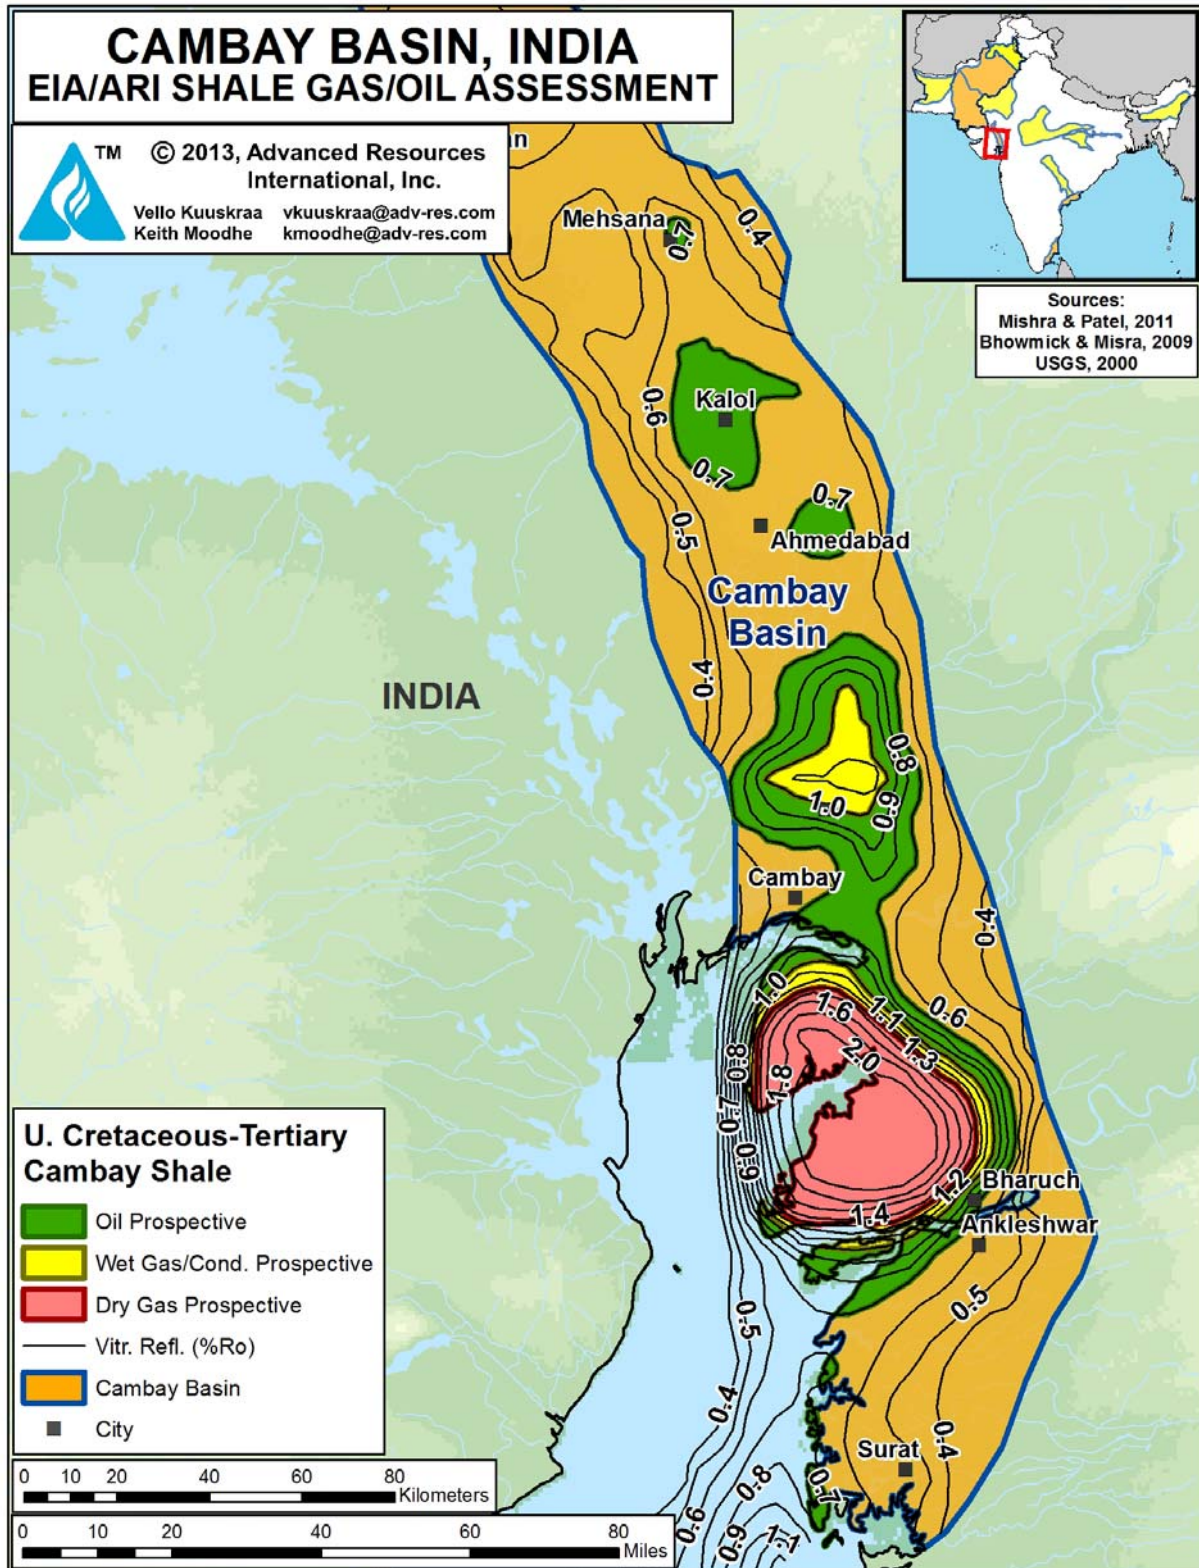 CAMBAY BASIN, INDIA
EIA/ARI SHALE GAS/OIL ASSESSMENT
TM
© 2013, Advanced Resources
International, Inc.
Vello Kuuskraa vkuuskraa@adv-res.com
Keith Moodhe kmoodhe@adv-res.com
Sources:
Mishra & Patel, 2011
Bhowmick & Misra, 2009
USGS, 2000
an
Mehsana
0.7
0.4
0.6
Kalol
0.7
0.7
0.5
Ahmedabad
Cambay
Basin
0.4
INDIA
0.8
1.0
0.9
Cambay
0.4
1.0
1.6
1.1
0.6
0.8
2.0
1.3
1.8
0.7
0.9
1.2
Bharuch
1.4
Ankleshwar
0.5
0.5
0.4
0.4
Surat
0.8
0.7
0.6
0.9
1.1
U. Cretaceous-Tertiary
Cambay Shale
Oil Prospective
Wet Gas/Cond. Prospective
Dry Gas Prospective
Vitr. Refl. (%Ro)
Cambay Basin
City
0 10 20 40 60 80
Kilometers
0 10 20 40 60 80
Miles